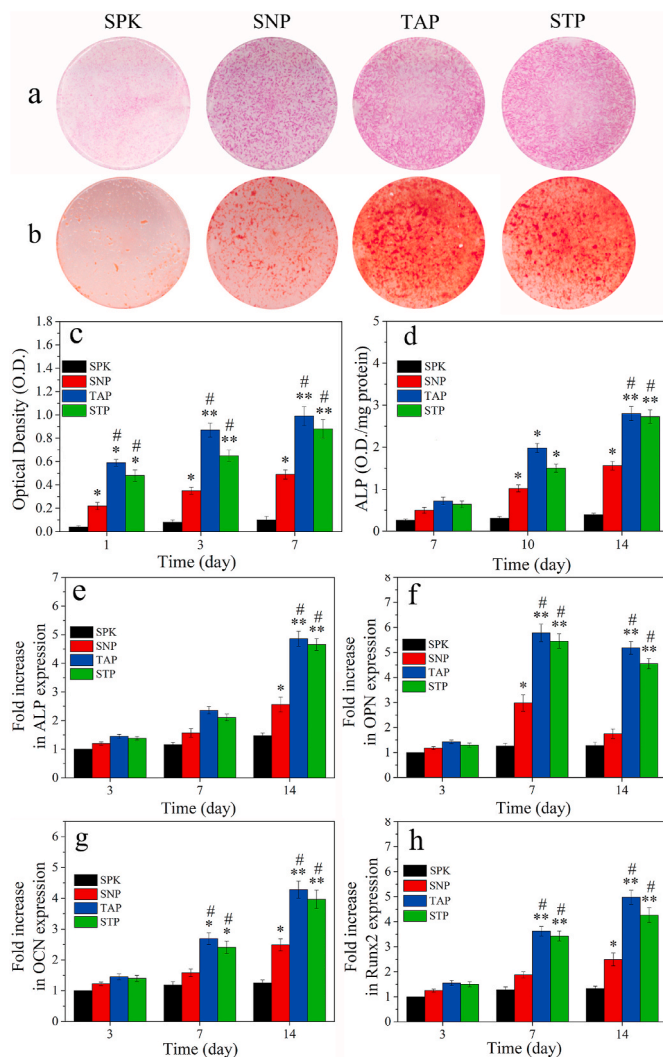 SPK SNP TAP STP
a
b
c
Optical Density (O.D.)
1.8
1.6
1.4
1.2
1.0
0.8
0.6
0.4
0.2
0.0
SPK
SNP
TAP
STP
# # # # # #
* * * * ** ** * ** **
1 3 7
Time (day)
d
ALP (O.D./mg protein)
5
4
3
2
1
0
SPK
SNP
TAP
STP
# #
* * * * ** **
7 10 14
Time (day)
e
Fold increase
in ALP expression
7
6
5
4
3
2
1
0
SPK
SNP
TAP
STP
# #
* ** **
3 7 14
Time (day)
f
Fold increase
in OPN expression
8
6
5
4
3
2
1
0
SPK
SNP
TAP
STP
# # # #
* ** ** ** **
3 7 14
Time (day)
g
Fold increase
in OCN expression
6
5
4
3
2
1
0
SPK
SNP
TAP
STP
# # # #
* * * ** **
3 7 14
Time (day)
h
Fold increase
in Runx2 expression
8
6
5
4
3
2
1
0
SPK
SNP
TAP
STP
# # # #
** ** * ** **
3 7 14
Time (day)